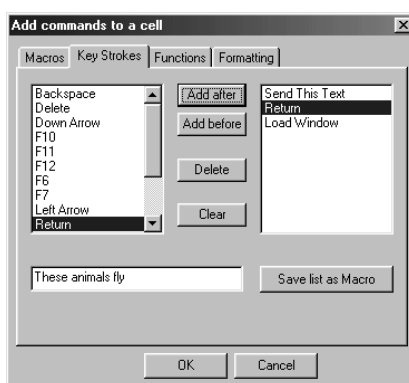 Add commands to a cell
Macros Key Strokes Functions Formatting
Backspace
Delete
Down Arrow
F10
F11
F12
F6
F7
Left Arrow
Return
Add after
Add before
Delete
Clear
Send This Text
Return
Load Window
These animals fly
Save list as Macro
OK Cancel